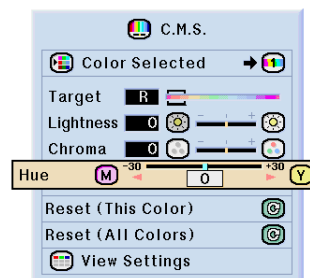 C.M.S.
Color Selected 1
Target R
Lightness 0 - +
Chroma 0 - +
Hue M -30 0 +30 Y
Reset (This Color)
Reset (All Colors)
View Settings